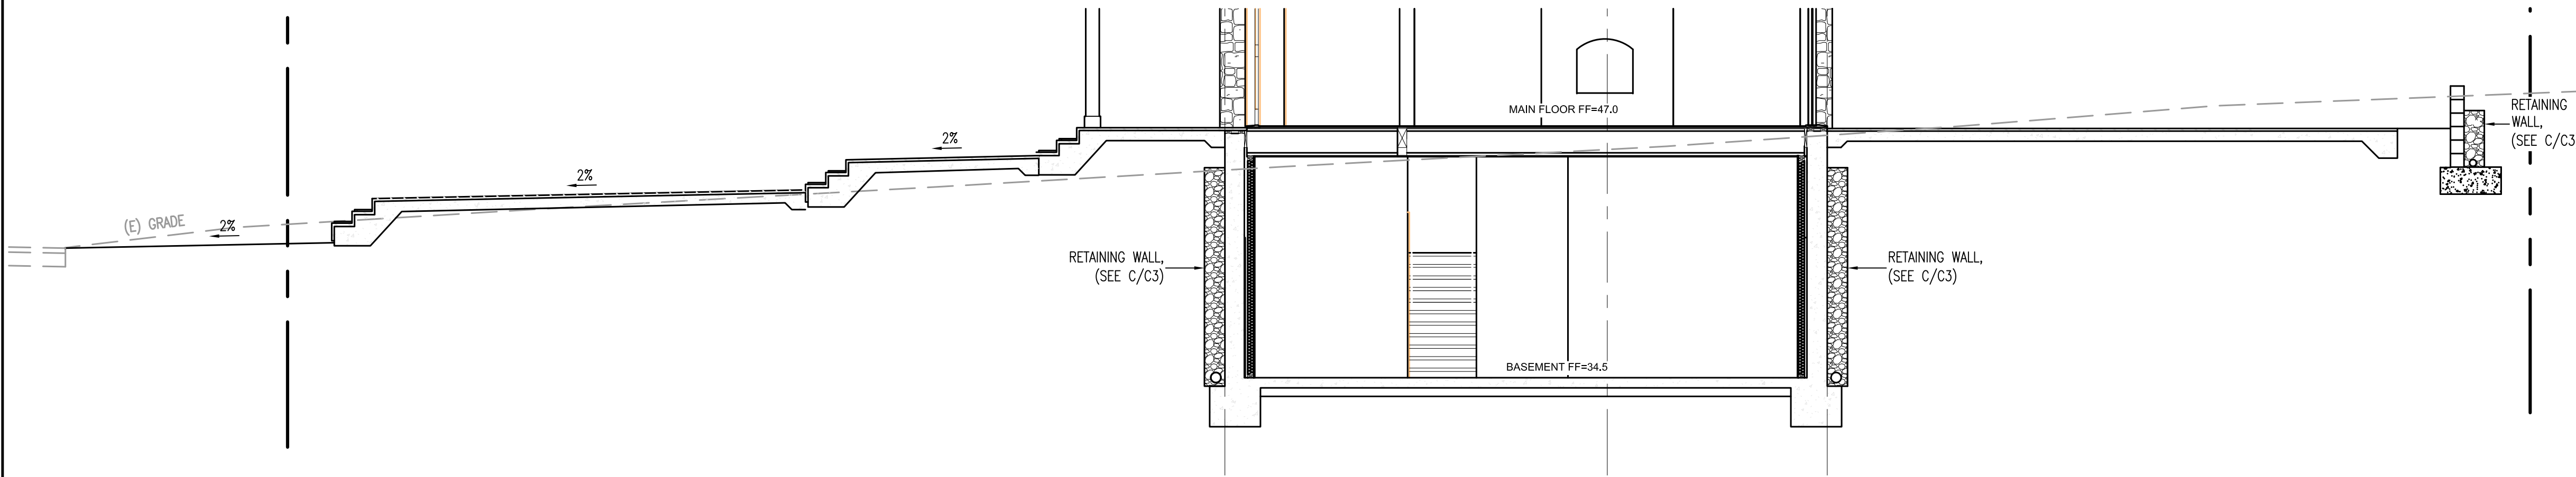 MAIN FLOOR FF=47.0
RETAINING
WALL,
(SEE C/C3
2%
2%
(E) GRADE
2%
RETAINING WALL,
(SEE C/C3)
RETAINING WALL,
(SEE C/C3)
BASEMENT FF=34.5